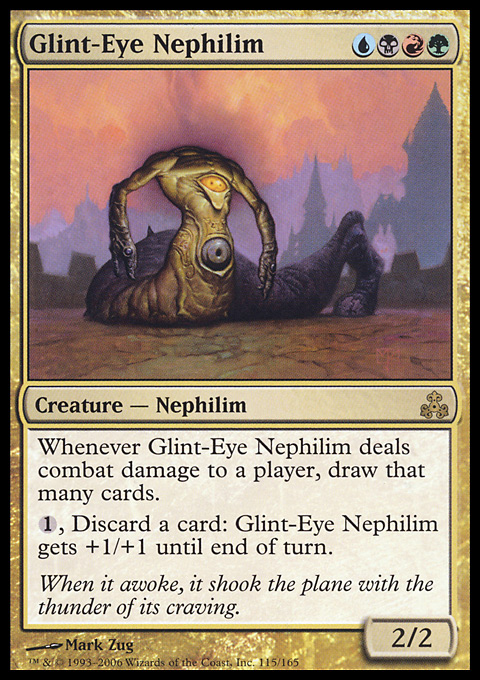 Glint-Eye Nephilim
Creature — Nephilim
Whenever Glint-Eye Nephilim deals
combat damage to a player, draw that
many cards.
1, Discard a card: Glint-Eye Nephilim
gets +1/+1 until end of turn.
When it awoke, it shook the plane with the
thunder of its craving.
Mark Zug
2/2
™ & © 1993–2006 Wizards of the Coast, Inc. 115/165